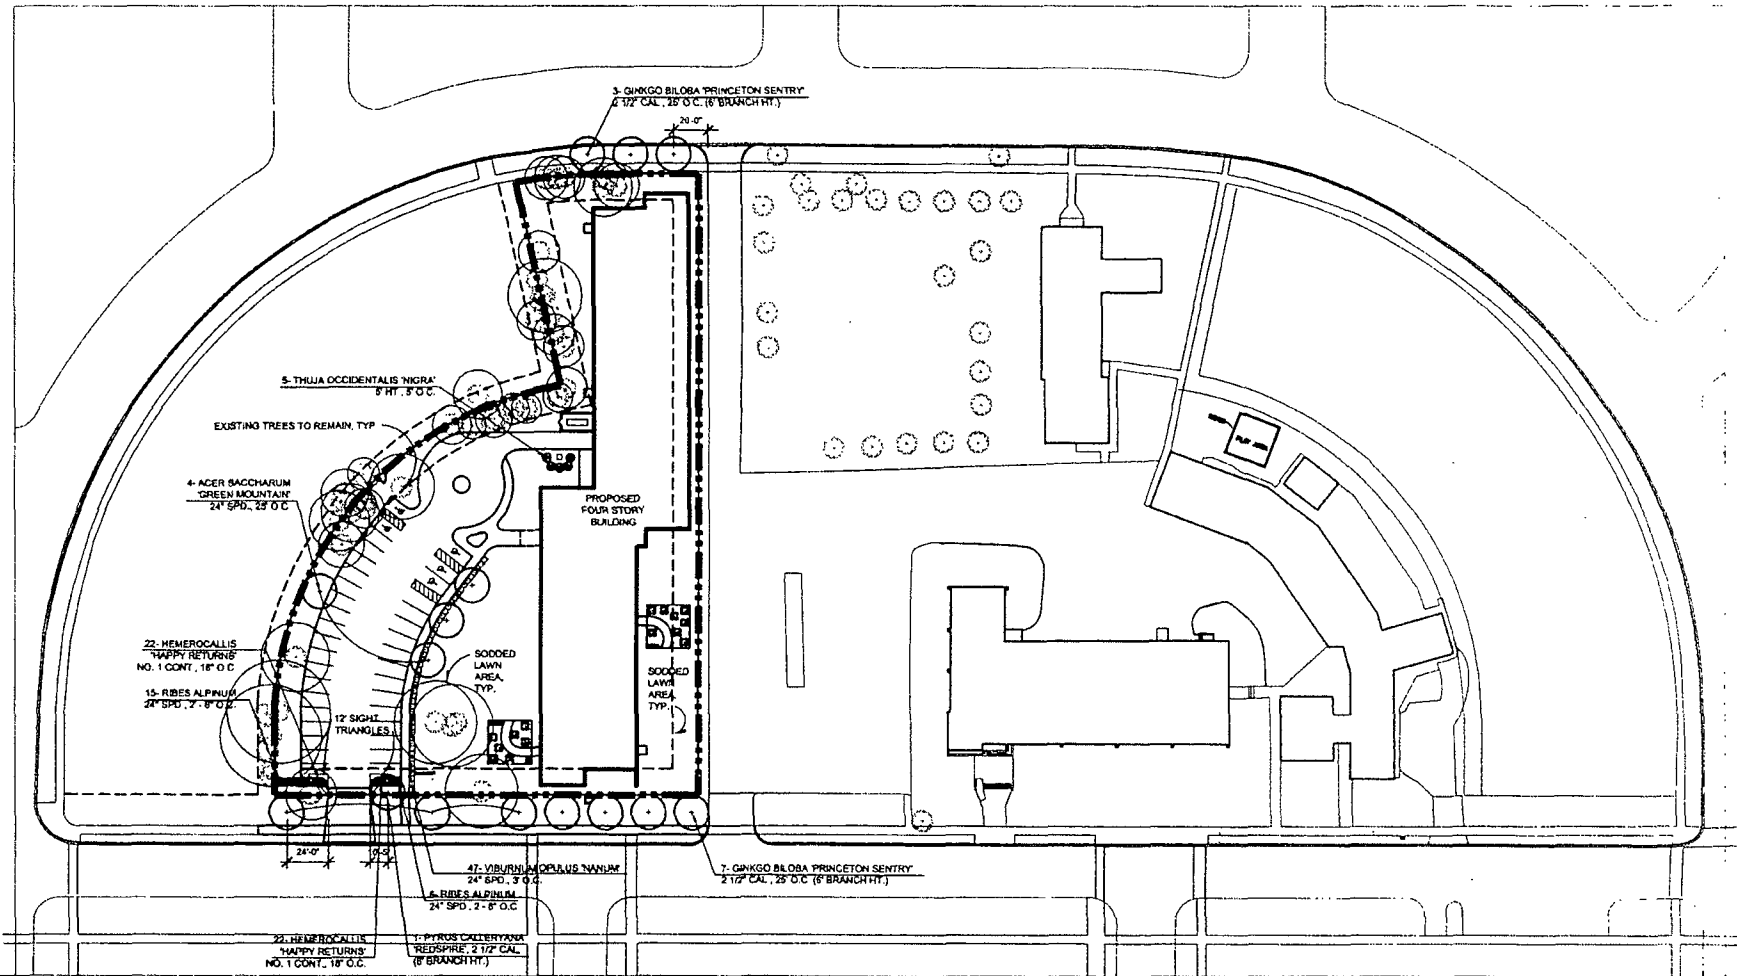 3- GINKGO BILOBA 'PRINCETON SENTRY'
2 1/2" CAL., 25' O.C. (6' BRANCH HT.)
20'-0"
5- THUJA OCCIDENTALIS 'NIGRA'
5' HT., 5' O.C.
EXISTING TREES TO REMAIN, TYP
4- ACER SACCHARUM
'GREEN MOUNTAIN'
24" SPD., 25' O.C
PROPOSED
FOUR STORY
BUILDING
PLAY AREA
22- HEMEROCALLIS
'HAPPY RETURNS'
NO. 1 CONT., 18" O.C
15- RIBES ALPINUM
24" SPD., 2'-6" O.C.
SODDED
LAWN
AREA,
TYP.
SODDED
LAWN
AREA,
TYP.
12' SIGHT
TRIANGLES
24'-0"
47- VIBURNUM OPULUS 'NANUM'
24" SPD., 3' O.C.
6- RIBES ALPINUM
24" SPD., 2'-6" O.C
7- GINKGO BILOBA 'PRINCETON SENTRY'
2 1/2" CAL., 25' O.C. (6' BRANCH HT.)
22- HEMEROCALLIS
'HAPPY RETURNS'
NO. 1 CONT., 18" O.C.
1- PYRUS CALLERYANA
'REDSPIRE', 2 1/2" CAL.
(6' BRANCH HT.)